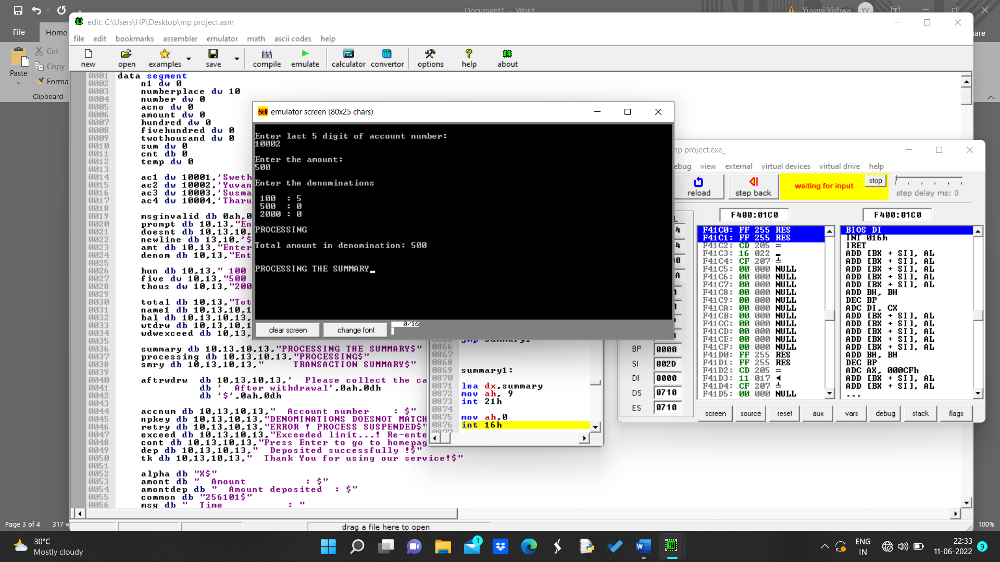 Document1 - Word
Yuvani Vishwa YV
File Home
Cut
Copy
Forma
Paste
Clipboard
are
edit: C:\Users\HP\Desktop\mp project.asm
file edit bookmarks assembler emulator math ascii codes help
new open examples save compile emulate calculator convertor options help about
0001 data segment
0002 n1 dw 0
0003 numberplace dw 10
0004 number dw 0
0005 acno dw 0
0006 amount dw 0
0007 hundred dw 0
0008 fivehundred dw 0
0009 twothousand dw 0
0010 sum dw 0
0011 cnt db 0
0012 temp dw 0
0013
0014 ac1 dw 10001,'Sweth
0015 ac2 dw 10002,'Yuvan
0016 ac3 dw 10003,'Susma
0017 ac4 dw 10004,'Tharu
0018
0019 msginvalid db 0ah,0
0020 prompt db 10,13,"En
0021 doesnt db 10,13,10,
0022 newline db 13,10,'$
0023 amt db 10,13,"Enter
0024 denom db 10,13,"Ent
0025
0026 hun db 10,13," 100
0027 five dw 10,13,"500
0028 thous dw 10,13,"200
0029
0030 total db 10,13,"Tot
0031 name1 db 10,13,10,1
0032 bal db 10,13,10,13,
0033 wtdrw db 10,13,10,1
0034 wdwexceed db 10,13,
0035
0036 summary db 10,13,10,13,"PROCESSING THE SUMMARY$"
0037 processing db 10,13,10,13,"PROCESSING$"
0038 smry db 10,13,10,13," TRANSACTION SUMMARY$"
0039
0040 aftrwdrw db 10,13,10,13,' Please collect the ca
0041 db ' After withdrawal',0ah,0dh
0042 db '$',0ah,0dh
0043
0044 accnum db 10,13,10,13," Account number : $"
0045 npkey db 10,13,10,13,"DENOMINATIONS DOESNOT MATCH
0046 retry db 10,13,10,13,"ERROR ! PROCESS SUSPENDED$"
0047 exceed db 10,13,10,13,"Exceeded limit...! Re-ente
0048 cont db 10,13,10,13,"Press Enter to go to homepag
0049 dep db 10,13,10,13," Deposited successfully !$"
0050 tk db 10,13,10,13," Thank You for using our service!$"
0051
0052 alpha db "X$"
0053 amont db " Amount : $"
0054 amontdep db " Amount deposited : $"
0055 common db "256101$"
0056 msg db " Time : "
drag a file here to open
emulator screen (80x25 chars)
Enter last 5 digit of account number:
10002
Enter the amount:
500
Enter the denominations
100 : 5
500 : 0
2000 : 0
PROCESSING
Total amount in denomination: 500
PROCESSING THE SUMMARY
clear screen change font 0/16
0866
0867
0868
0869 summary1:
0870
0871 lea dx,summary
0872 mov ah, 9
0873 int 21h
0874
0875 mov ah,0
0876 int 16h
mp project.exe_
ebug view external virtual devices virtual drive help
reload step back waiting for input stop step delay ms: 0
F400:01C0 F400:01C0
BP 0000
SI 002D
DI 0000
DS 0710
ES 0710
F41C0: FF 255 RES
F41C1: FF 255 RES
F41C2: CD 205 =
F41C3: 16 022 ▬
F41C4: CF 207 ╧
F41C5: 00 000 NULL
F41C6: 00 000 NULL
F41C7: 00 000 NULL
F41C8: 00 000 NULL
F41C9: 00 000 NULL
F41CA: 00 000 NULL
F41CB: 00 000 NULL
F41CC: 00 000 NULL
F41CD: 00 000 NULL
F41CE: 00 000 NULL
F41CF: 00 000 NULL
F41D0: FF 255 RES
F41D1: FF 255 RES
F41D2: CD 205 =
F41D3: 11 017 ◄
F41D4: CF 207 ╧
F41D5: 00 000 NULL
BIOS DI
INT 016h
IRET
ADD [BX + SI], AL
ADD [BX + SI], AL
ADD [BX + SI], AL
ADD [BX + SI], AL
ADD [BX + SI], AL
ADD BH, BH
DEC BP
ADC DI, CX
ADD [BX + SI], AL
ADD [BX + SI], AL
ADD [BX + SI], AL
ADD [BX + SI], AL
ADD [BX + SI], AL
ADD BH, BH
DEC BP
ADC AX, 000CFh
ADD [BX + SI], AL
ADD [BX + SI], AL
...
screen source reset aux vars debug stack flags
Page 3 of 4 317 w
100%
30°C
Mostly cloudy
1
ENG
IN
22:33
11-06-2022
9